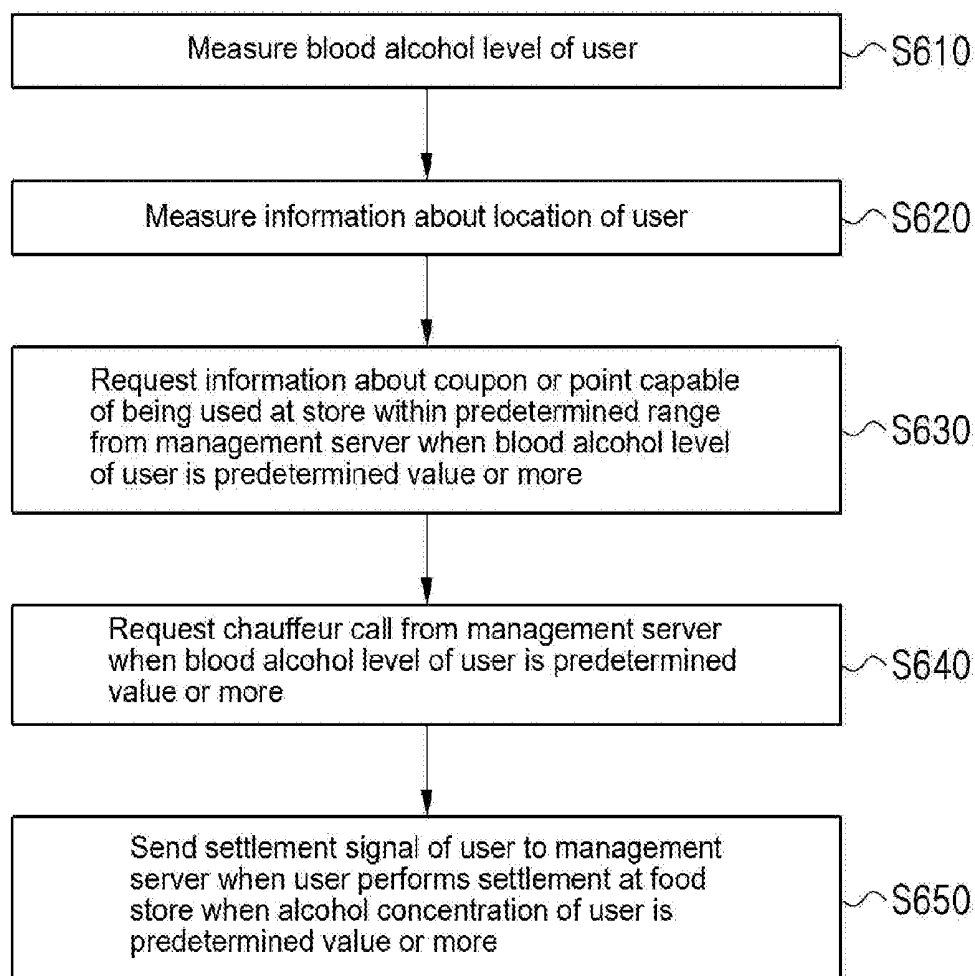 Measure blood alcohol level of user
S610
Measure information about location of user
S620
Request information about coupon or point capable
of being used at store within predetermined range
from management server when blood alcohol level
of user is predetermined value or more
S630
Request chauffeur call from management server
when blood alcohol level of user is predetermined
value or more
S640
Send settlement signal of user to management
server when user performs settlement at food
store when alcohol concentration of user is
predetermined value or more
S650